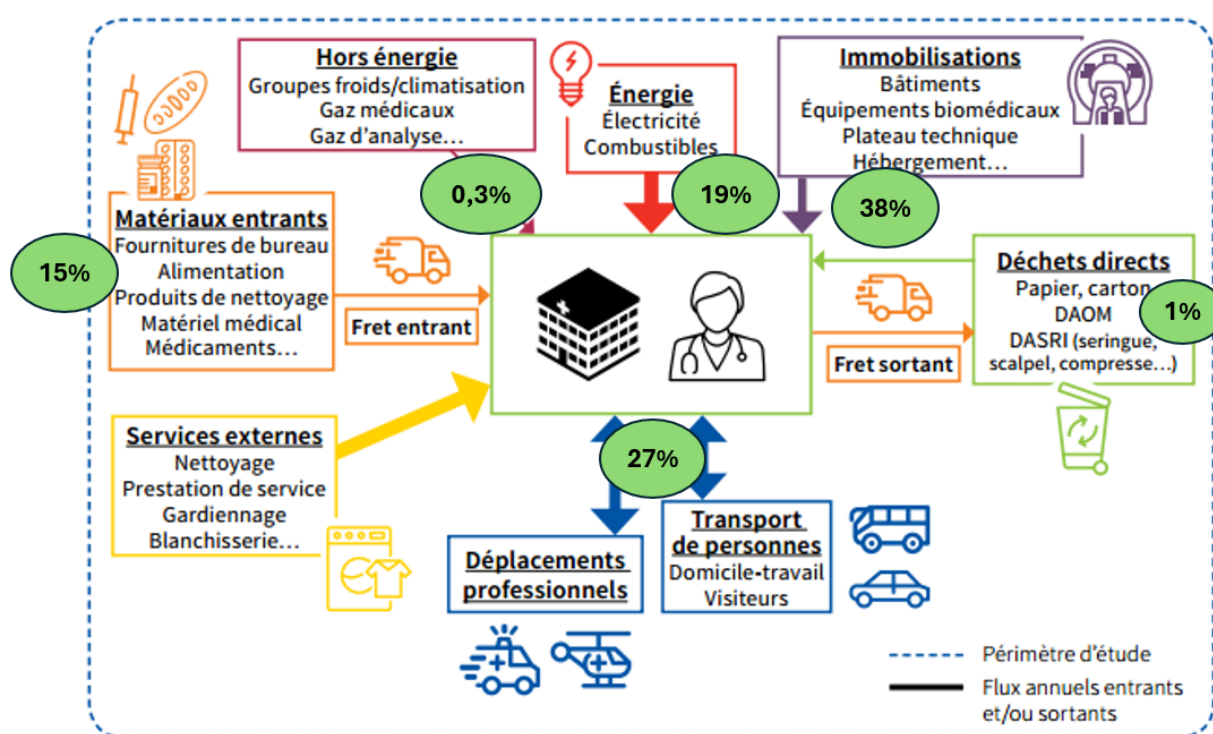 Hors énergie
Groupes froids/climatisation
Gaz médicaux
Gaz d'analyse…
0,3%
Énergie
Électricité
Combustibles
19%
Immobilisations
Bâtiments
Équipements biomédicaux
Plateau technique
Hébergement…
38%
Matériaux entrants
Fournitures de bureau
Alimentation
Produits de nettoyage
Matériel médical
Médicaments…
15%
Fret entrant
Fret sortant
Déchets directs
Papier, carton
DAOM
DASRI (seringue,
scalpel, compresse…)
1%
Services externes
Nettoyage
Prestation de service
Gardiennage
Blanchisserie…
27%
Déplacements
professionnels
Transport
de personnes
Domicile-travail
Visiteurs
Périmètre d'étude
Flux annuels entrants
et/ou sortants